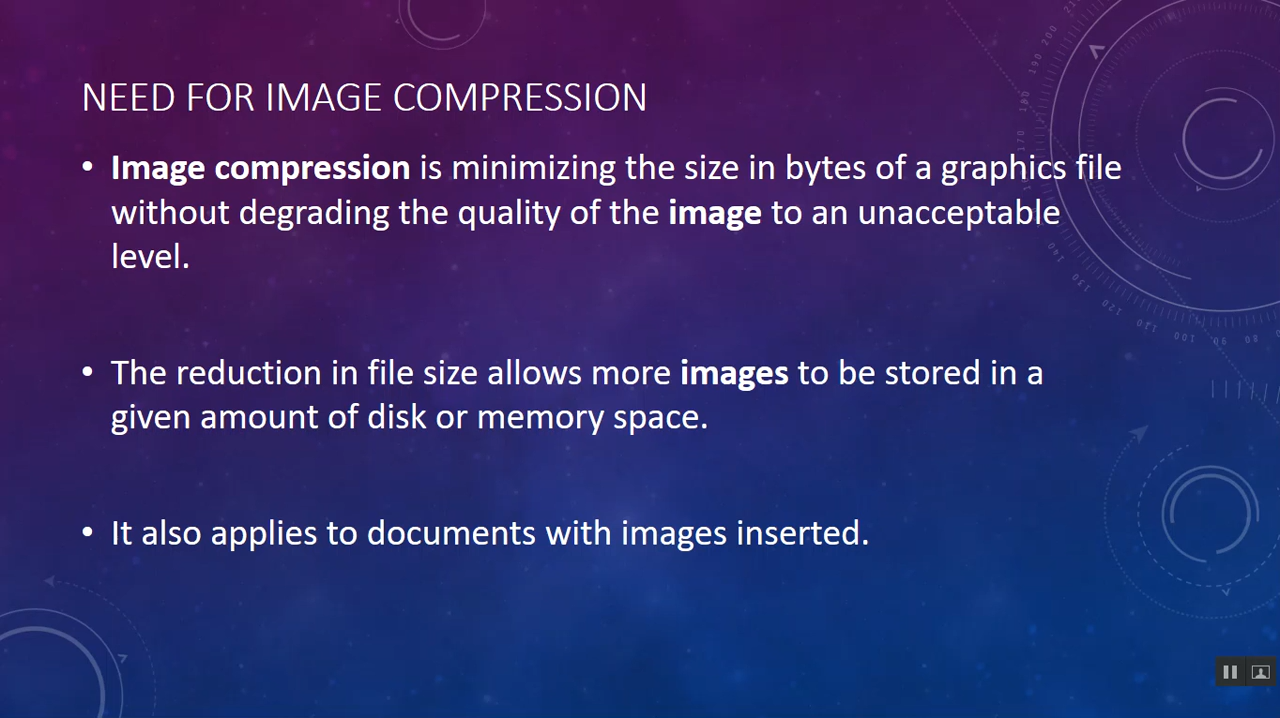 NEED FOR IMAGE COMPRESSION
• Image compression is minimizing the size in bytes of a graphics file
without degrading the quality of the image to an unacceptable
level.
• The reduction in file size allows more images to be stored in a
given amount of disk or memory space.
• It also applies to documents with images inserted.